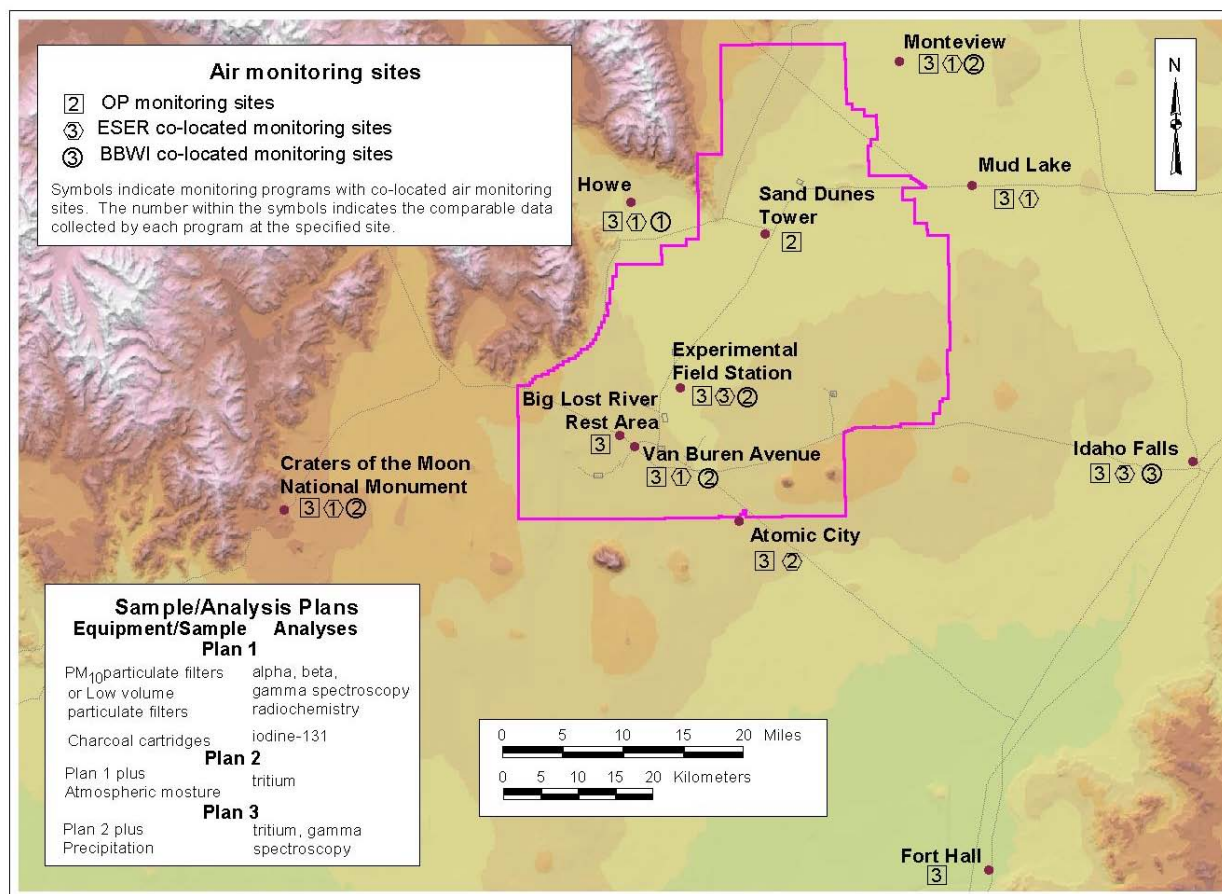 Air monitoring sites
2 OP monitoring sites
3 ESER co-located monitoring sites
3 BBWI co-located monitoring sites
Symbols indicate monitoring programs with co-located air monitoring
sites. The number within the symbols indicates the comparable data
collected by each program at the specified site.
N
Monteview
3 1 2
Mud Lake
3 1
Howe
3 1 1
Sand Dunes
Tower
2
Experimental
Field Station
3 3 2
Big Lost River
Rest Area
3
Van Buren Avenue
3 1 2
Idaho Falls
3 3 3
Craters of the Moon
National Monument
3 1 2
Atomic City
3 2
Sample/Analysis Plans
Equipment/Sample Analyses
Plan 1
PM10particulate filters alpha, beta,
or Low volume gamma spectroscopy
particulate filters radiochemistry
Charcoal cartridges iodine-131
Plan 2
Plan 1 plus tritium
Atmospheric mosture
Plan 3
Plan 2 plus tritium, gamma
Precipitation spectroscopy
0 5 10 15 20 Miles
0 5 10 15 20 Kilometers
Fort Hall
3